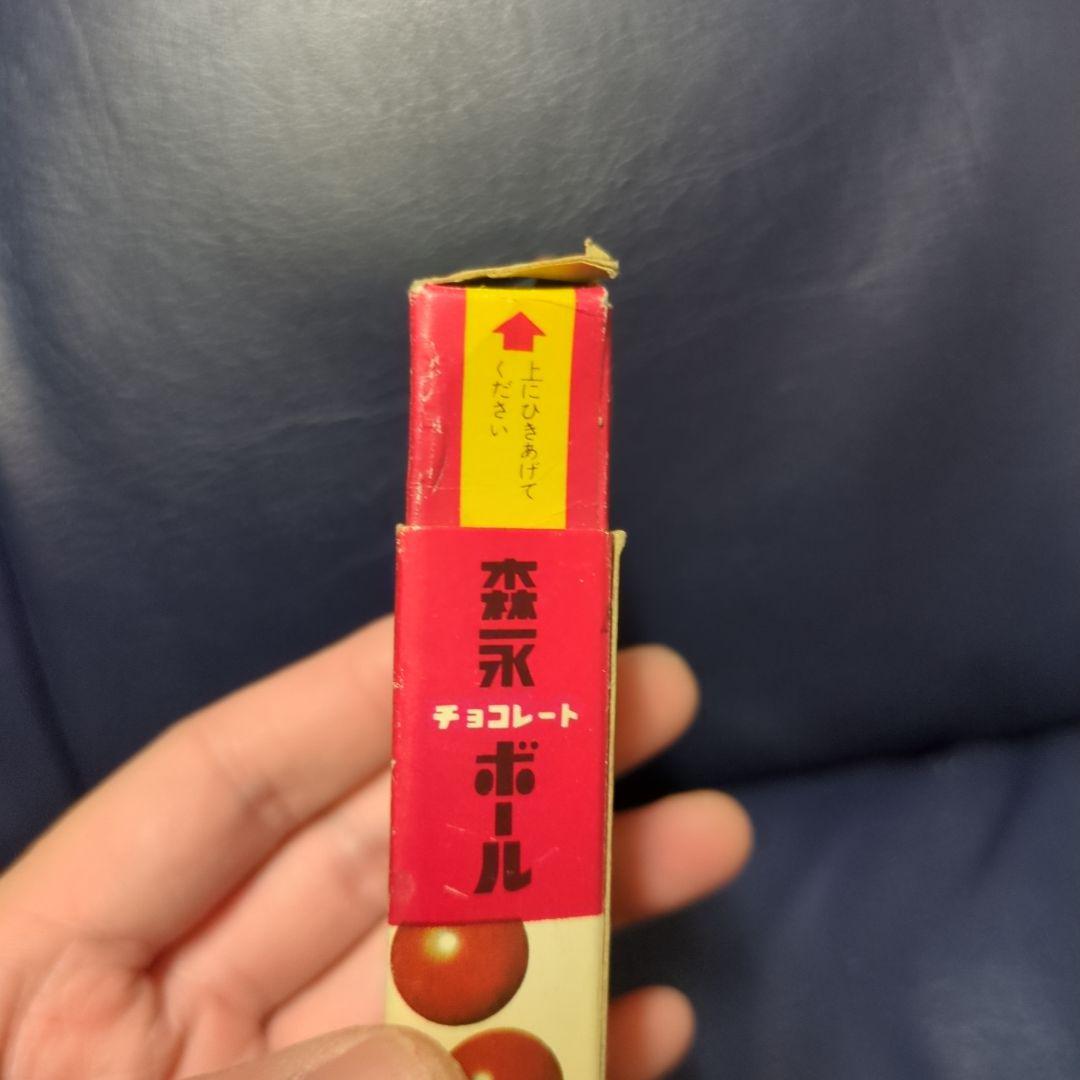 上にひきあげて
ください
森永
チョコレート
ボール